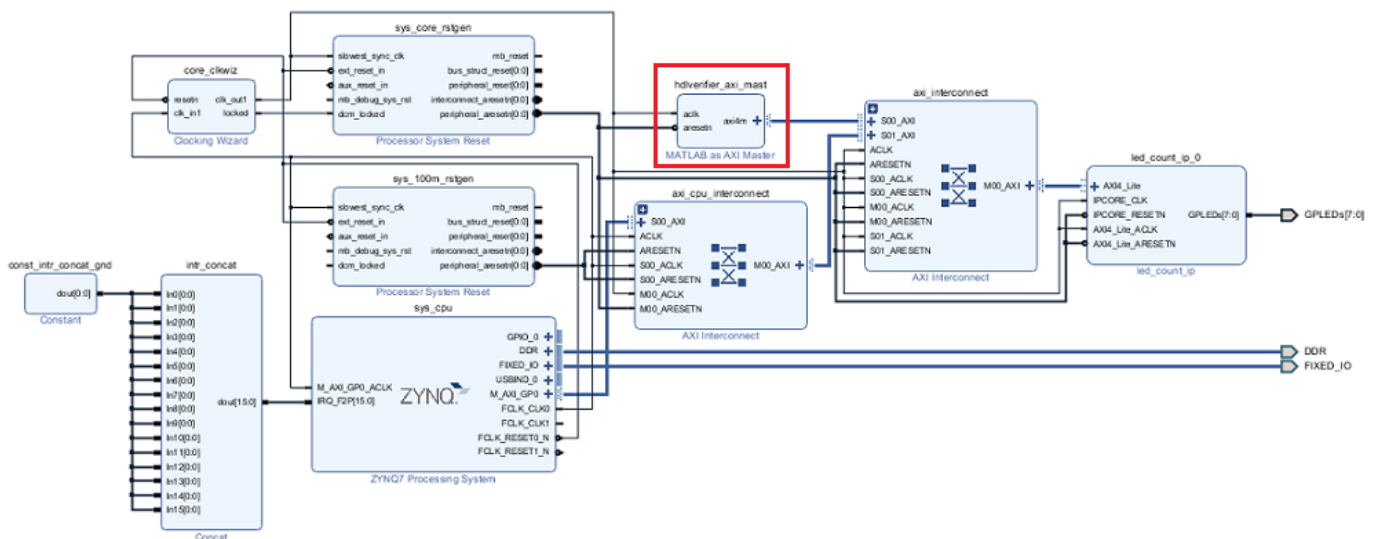 sys_core_rstgen
slowest_sync_clk
ext_reset_in
aux_reset_in
mb_debug_sys_rst
dcm_locked
mb_reset
bus_struct_reset[0:0]
peripheral_reset[0:0]
interconnect_aresetn[0:0]
peripheral_aresetn[0:0]
Processor System Reset
core_clkwiz
resetn
clk_in1
clk_out1
locked
Clocking Wizard
hdlverifier_axi_mast
aclk
aresetn
axi4m
MATLAB as AXI Master
axi_interconnect
S00_AXI
S01_AXI
ACLK
ARESETN
S00_ACLK
S00_ARESETN
M00_ACLK
M00_ARESETN
S01_ACLK
S01_ARESETN
M00_AXI
AXI Interconnect
led_count_ip_0
AXI4_Lite
IPCORE_CLK
IPCORE_RESETN
AXI4_Lite_ACLK
AXI4_Lite_ARESETN
GPLEDs[7:0]
led_count_ip
GPLEDs[7:0]
sys_100m_rstgen
slowest_sync_clk
ext_reset_in
aux_reset_in
mb_debug_sys_rst
dcm_locked
mb_reset
bus_struct_reset[0:0]
peripheral_reset[0:0]
interconnect_aresetn[0:0]
peripheral_aresetn[0:0]
Processor System Reset
axi_cpu_interconnect
S00_AXI
ACLK
ARESETN
S00_ACLK
S00_ARESETN
M00_ACLK
M00_ARESETN
M00_AXI
AXI Interconnect
const_intr_concat_gnd
dout[0:0]
Constant
intr_concat
In0[0:0]
In1[0:0]
In2[0:0]
In3[0:0]
In4[0:0]
In5[0:0]
In6[0:0]
In7[0:0]
In8[0:0]
In9[0:0]
In10[0:0]
In11[0:0]
In12[0:0]
In13[0:0]
In14[0:0]
In15[0:0]
dout[15:0]
Concat
sys_cpu
M_AXI_GP0_ACLK
IRQ_F2P[15:0]
ZYNQ
GPIO_0
DDR
FIXED_IO
USBIND_0
M_AXI_GP0
FCLK_CLK0
FCLK_CLK1
FCLK_RESET0_N
FCLK_RESET1_N
ZYNQ7 Processing System
DDR
FIXED_IO